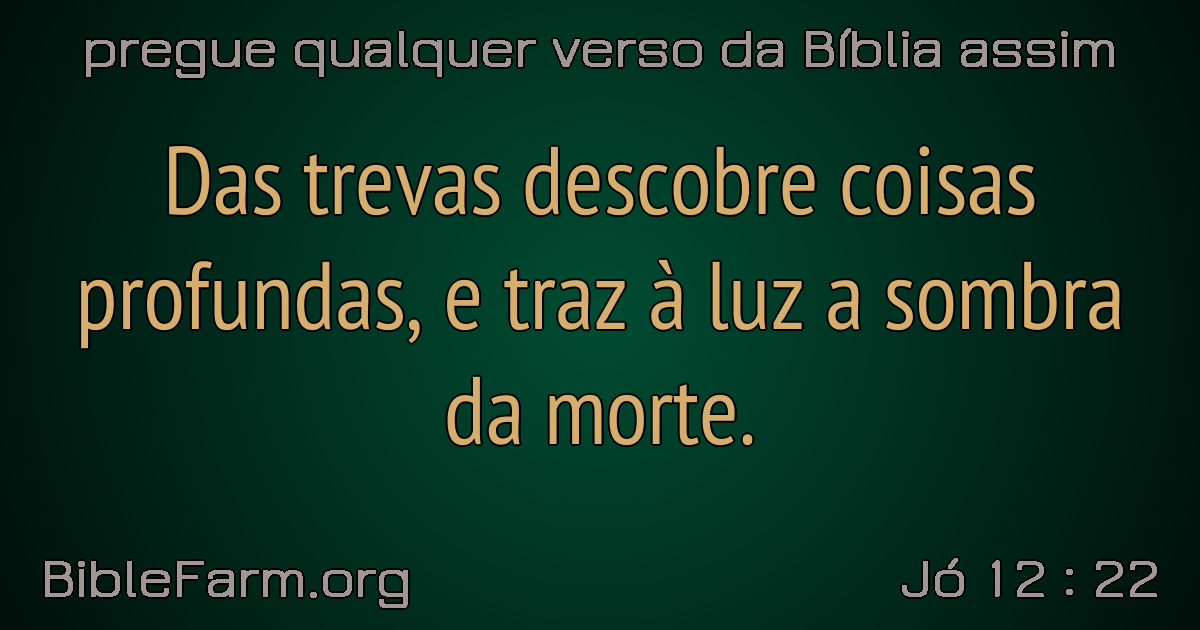 pregue qualquer verso da Bíblia assim
Das trevas descobre coisas
profundas, e traz à luz a sombra
da morte.
BibleFarm.org
Jó 12 : 22